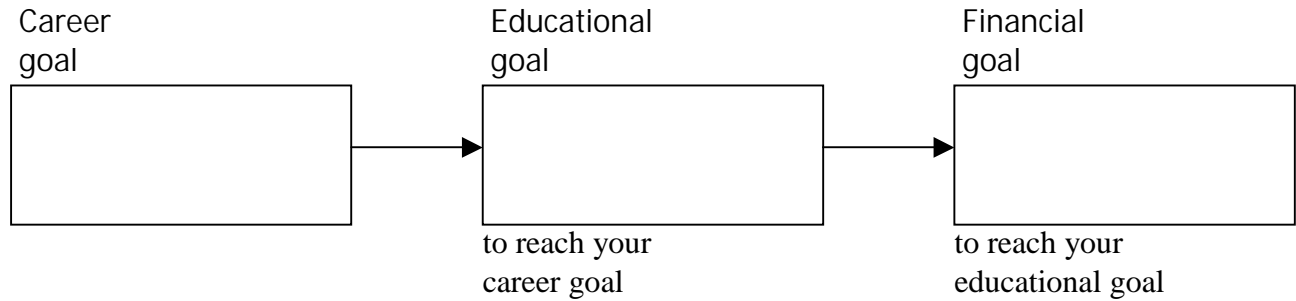 Career
goal
Educational
goal
Financial
goal
to reach your
career goal
to reach your
educational goal